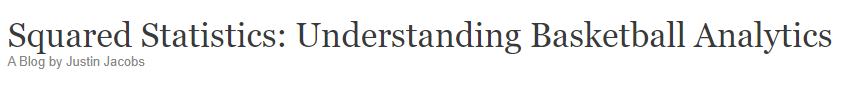 Squared Statistics: Understanding Basketball Analytics
A Blog by Justin Jacobs